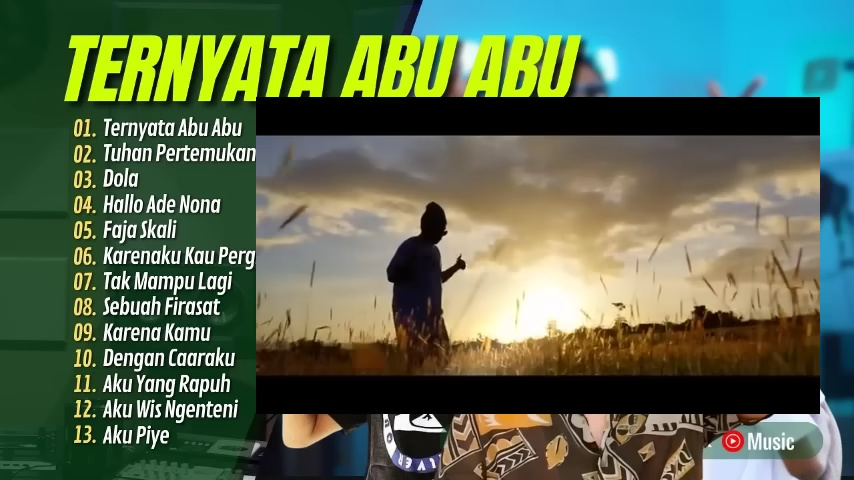 TERNYATA ABU ABU
01. Ternyata Abu Abu
02. Tuhan Pertemukan
03. Dola
04. Hallo Ade Nona
05. Faja Skali
06. Karenaku Kau Perg
07. Tak Mampu Lagi
08. Sebuah Firasat
09. Karena Kamu
10. Dengan Caaraku
11. Aku Yang Rapuh
12. Aku Wis Ngenteni
13. Aku Piye
Music